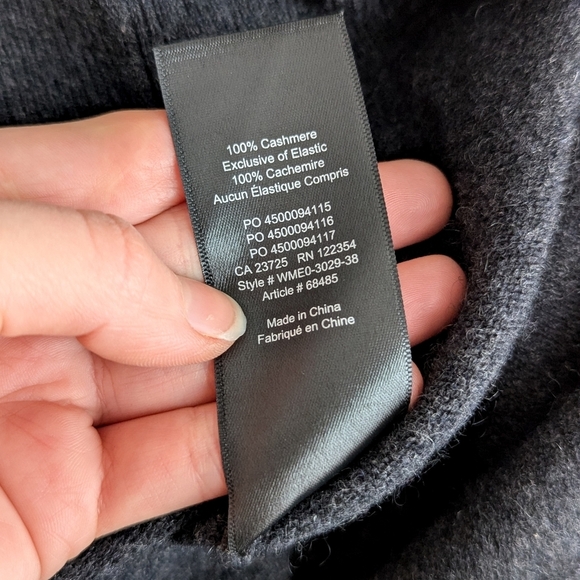 100% Cashmere
Exclusive of Elastic
100% Cachemire
Aucun Élastique Compris
PO 4500094115
PO 4500094116
PO 4500094117
CA 23725 RN 122354
Style # WME0-3029-38
Article # 68485
Made in China
Fabriqué en Chine